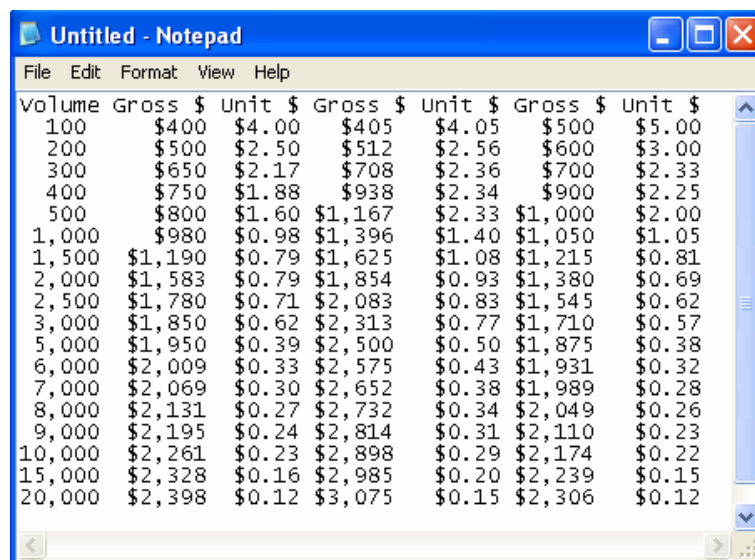 Untitled - Notepad
File Edit Format View Help
Volume Gross $ Unit $ Gross $ Unit $ Gross $ Unit $
100 $400 $4.00 $405 $4.05 $500 $5.00
200 $500 $2.50 $512 $2.56 $600 $3.00
300 $650 $2.17 $708 $2.36 $700 $2.33
400 $750 $1.88 $938 $2.34 $900 $2.25
500 $800 $1.60 $1,167 $2.33 $1,000 $2.00
1,000 $980 $0.98 $1,396 $1.40 $1,050 $1.05
1,500 $1,190 $0.79 $1,625 $1.08 $1,215 $0.81
2,000 $1,583 $0.79 $1,854 $0.93 $1,380 $0.69
2,500 $1,780 $0.71 $2,083 $0.83 $1,545 $0.62
3,000 $1,850 $0.62 $2,313 $0.77 $1,710 $0.57
5,000 $1,950 $0.39 $2,500 $0.50 $1,875 $0.38
6,000 $2,009 $0.33 $2,575 $0.43 $1,931 $0.32
7,000 $2,069 $0.30 $2,652 $0.38 $1,989 $0.28
8,000 $2,131 $0.27 $2,732 $0.34 $2,049 $0.26
9,000 $2,195 $0.24 $2,814 $0.31 $2,110 $0.23
10,000 $2,261 $0.23 $2,898 $0.29 $2,174 $0.22
15,000 $2,328 $0.16 $2,985 $0.20 $2,239 $0.15
20,000 $2,398 $0.12 $3,075 $0.15 $2,306 $0.12